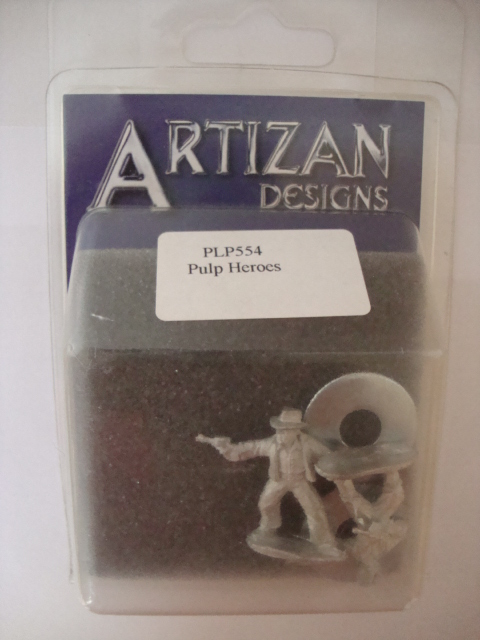 ARTIZAN
DESIGNS
PLP554
Pulp Heroes